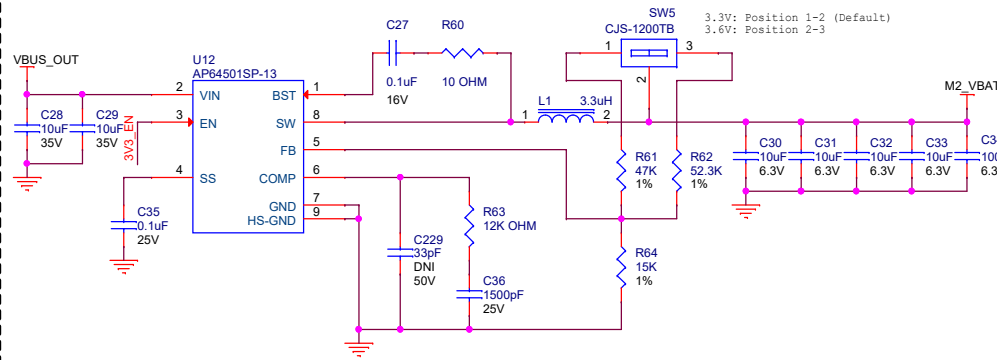 SW5
CJS-1200TB
3.3V: Position 1-2 (Default)
3.6V: Position 2-3
1
3
2
C27
0.1uF
16V
R60
10 OHM
VBUS_OUT
U12
AP64501SP-13
2
VIN
3
EN
4
SS
BST
1
SW
8
FB
5
COMP
6
GND
7
HS-GND
9
C28
10uF
35V
C29
10uF
35V
3V3_EN
C35
0.1uF
25V
L1
3.3uH
1
2
M2_VBAT
R61
47K
1%
R62
52.3K
1%
C30
10uF
6.3V
C31
10uF
6.3V
C32
10uF
6.3V
C33
10uF
6.3V
6.3
R63
12K OHM
C229
33pF
DNI
50V
C36
1500pF
25V
R64
15K
1%